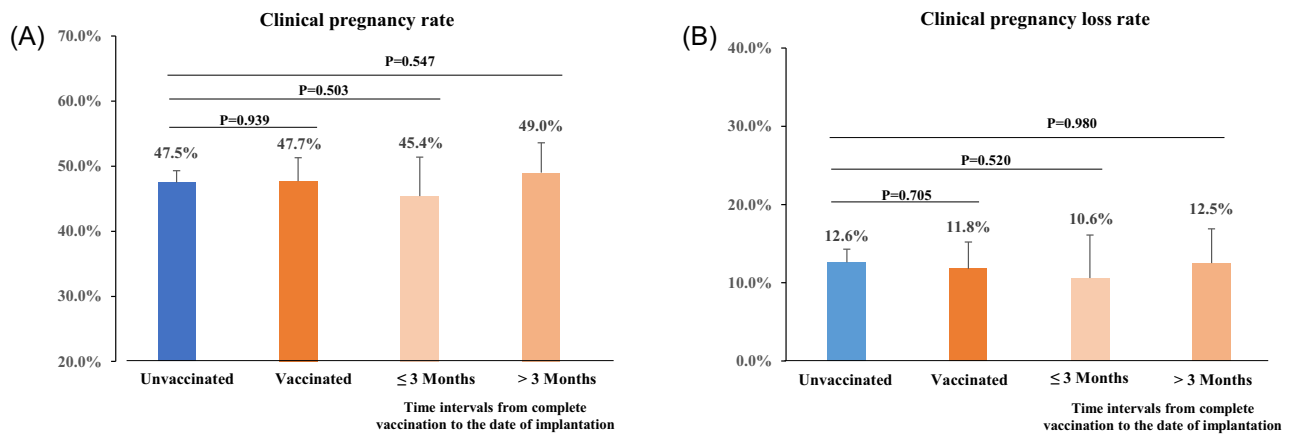 (A)
Clinical pregnancy rate
70.0%
60.0%
50.0%
40.0%
30.0%
20.0%
P=0.547
P=0.503
P=0.939
47.5%
47.7%
45.4%
49.0%
Unvaccinated
Vaccinated
≤ 3 Months
> 3 Months
Time intervals from complete
vaccination to the date of implantation
(B)
Clinical pregnancy loss rate
40.0%
30.0%
20.0%
10.0%
0.0%
P=0.980
P=0.520
P=0.705
12.6%
11.8%
10.6%
12.5%
Unvaccinated
Vaccinated
≤ 3 Months
> 3 Months
Time intervals from complete
vaccination to the date of implantation